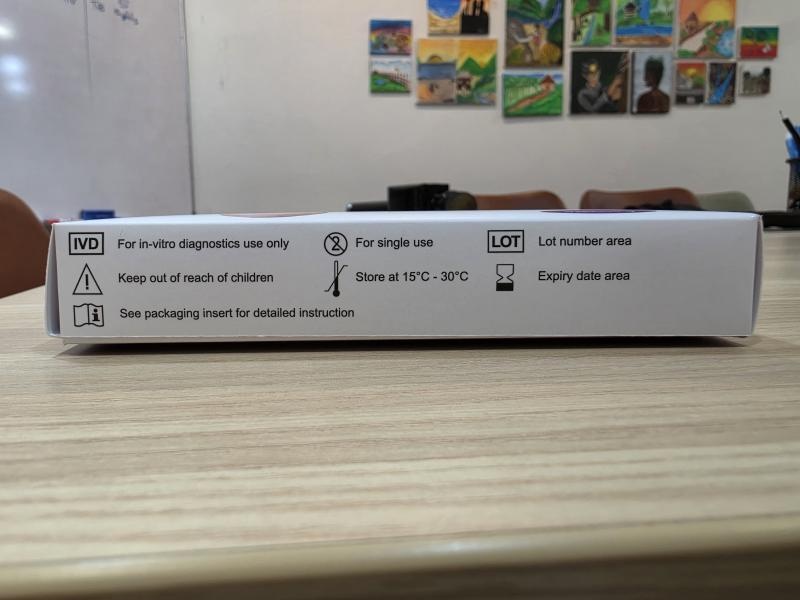 IVD For in-vitro diagnostics use only
For single use
LOT Lot number area
Keep out of reach of children
Store at 15°C - 30°C
Expiry date area
See packaging insert for detailed instruction